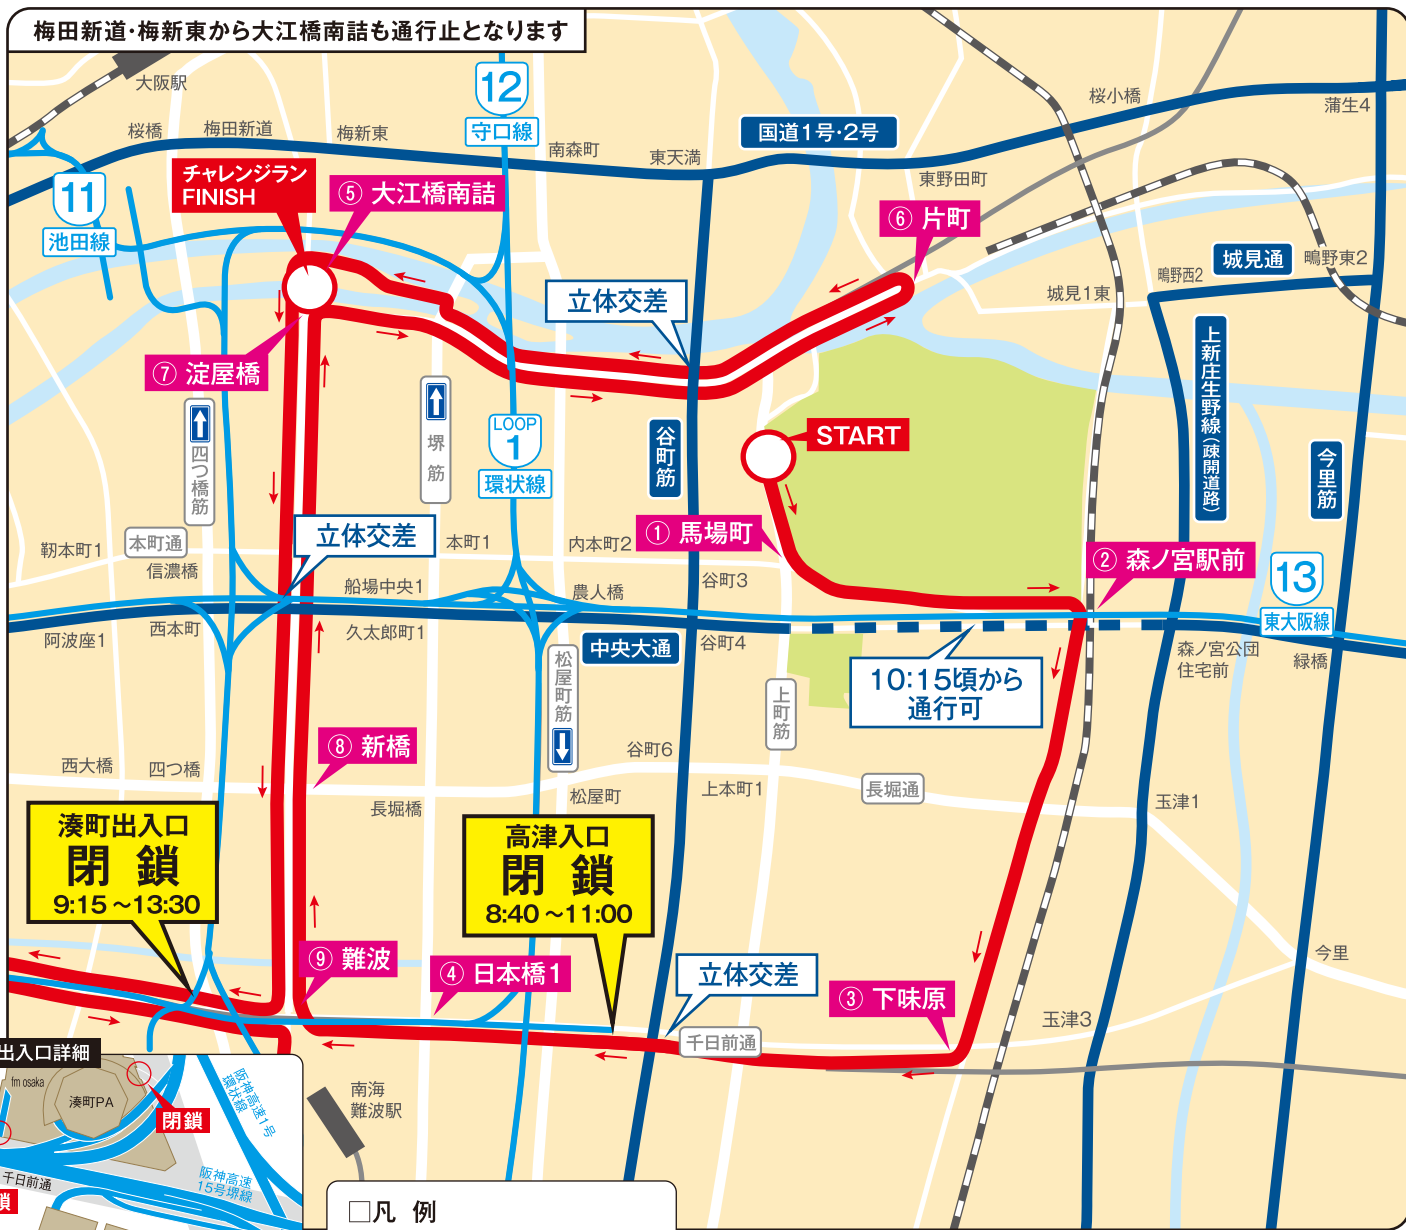 梅田新道・梅新東から大江橋南詰も通行止となります
大阪駅
12
守口線
桜小橋
蒲生4
桜橋
梅田新道
梅新東
南森町
東天満
国道1号・2号
東野田町
チャレンジラン
FINISH
⑤ 大江橋南詰
⑥ 片町
11
池田線
城見通
鴫野東2
鴫野西2
城見1東
立体交差
⑦ 淀屋橋
上新庄生野線(疎開道路)
四つ橋筋
堺筋
LOOP
1
環状線
谷町筋
START
今里筋
立体交差
① 馬場町
② 森ノ宮駅前
靭本町1
本町通
信濃橋
本町1
内本町2
谷町3
13
東大阪線
船場中央1
農人橋
阿波座1
西本町
久太郎町1
中央大通
谷町4
森ノ宮公団
住宅前
緑橋
松屋町筋
上町筋
10:15頃から
通行可
⑧ 新橋
谷町6
西大橋
四つ橋
長堀橋
松屋町
上本町1
長堀通
玉津1
湊町出入口
閉鎖
9:15～13:30
高津入口
閉鎖
8:40～11:00
⑨ 難波
④ 日本橋1
立体交差
③ 下味原
今里
玉津3
千日前通
出入口詳細
fm osaka
湊町PA
阪神高速1号
環状線
閉鎖
南海
難波駅
千日前通
阪神高速
15号堺線
鎖
□凡 例